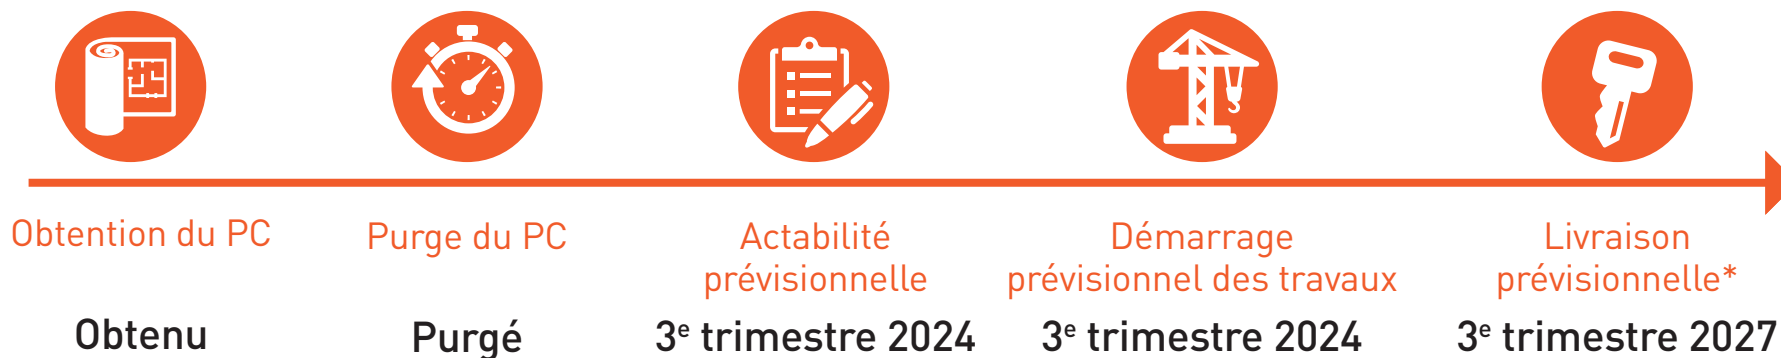 Obtention du PC
Obtenu
Purge du PC
Purgé
Actabilité
prévisionnelle
3e trimestre 2024
Démarrage
prévisionnel des travaux
3e trimestre 2024
Livraison
prévisionnelle*
3e trimestre 2027